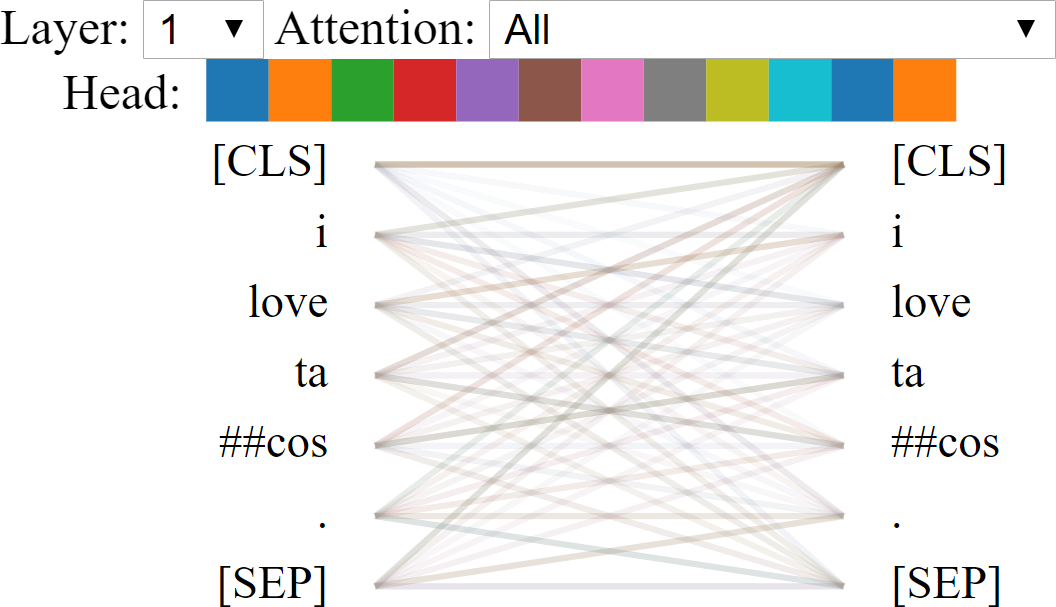 Layer: 1 ▼ Attention: All ▼
Head:
[CLS] [CLS]
i i
love love
ta ta
##cos ##cos
. .
[SEP] [SEP]